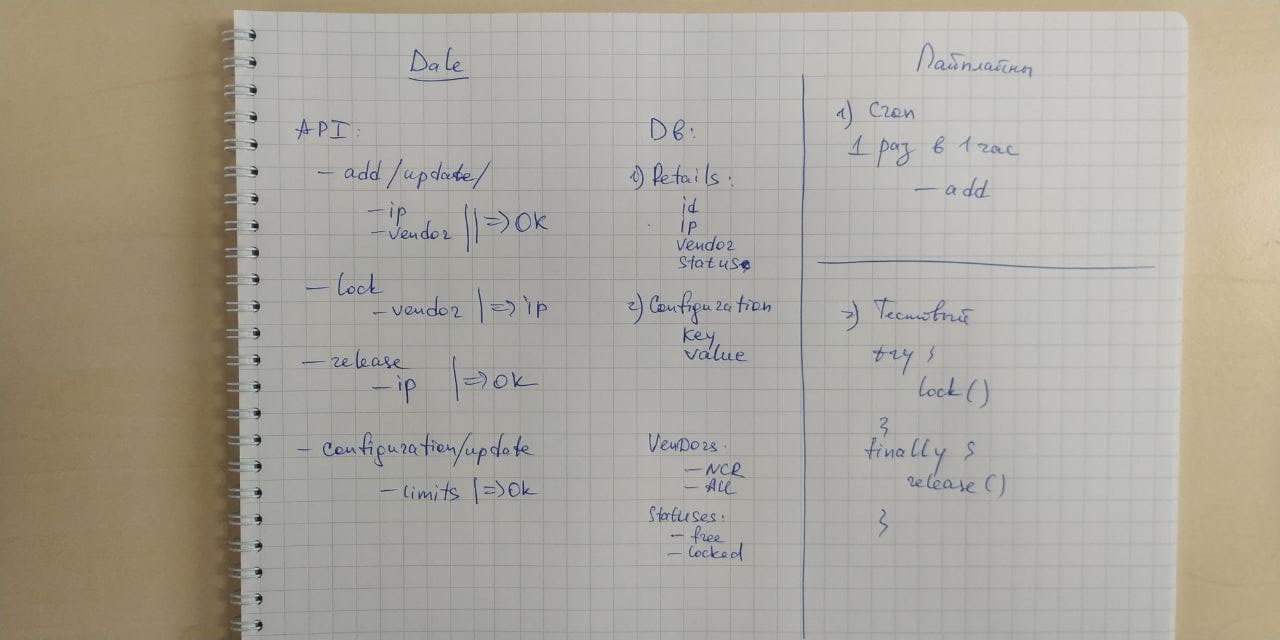 Dale
API:
- add/update/
- ip
- vendor || => OK
- lock
- vendor | => ip
- release
- ip | => OK
- configuration/update
- limits | => Ok
DB:
1) Details:
id
ip
vendor
status
2) Configuration
key
value
Vendors:
- NCR
- ALL
Statuses:
- free
- locked
Пайплайны
1) Cron
1 раз в 1 час
- add
2) Тестовый
try {
lock()
}
finally {
release()
}